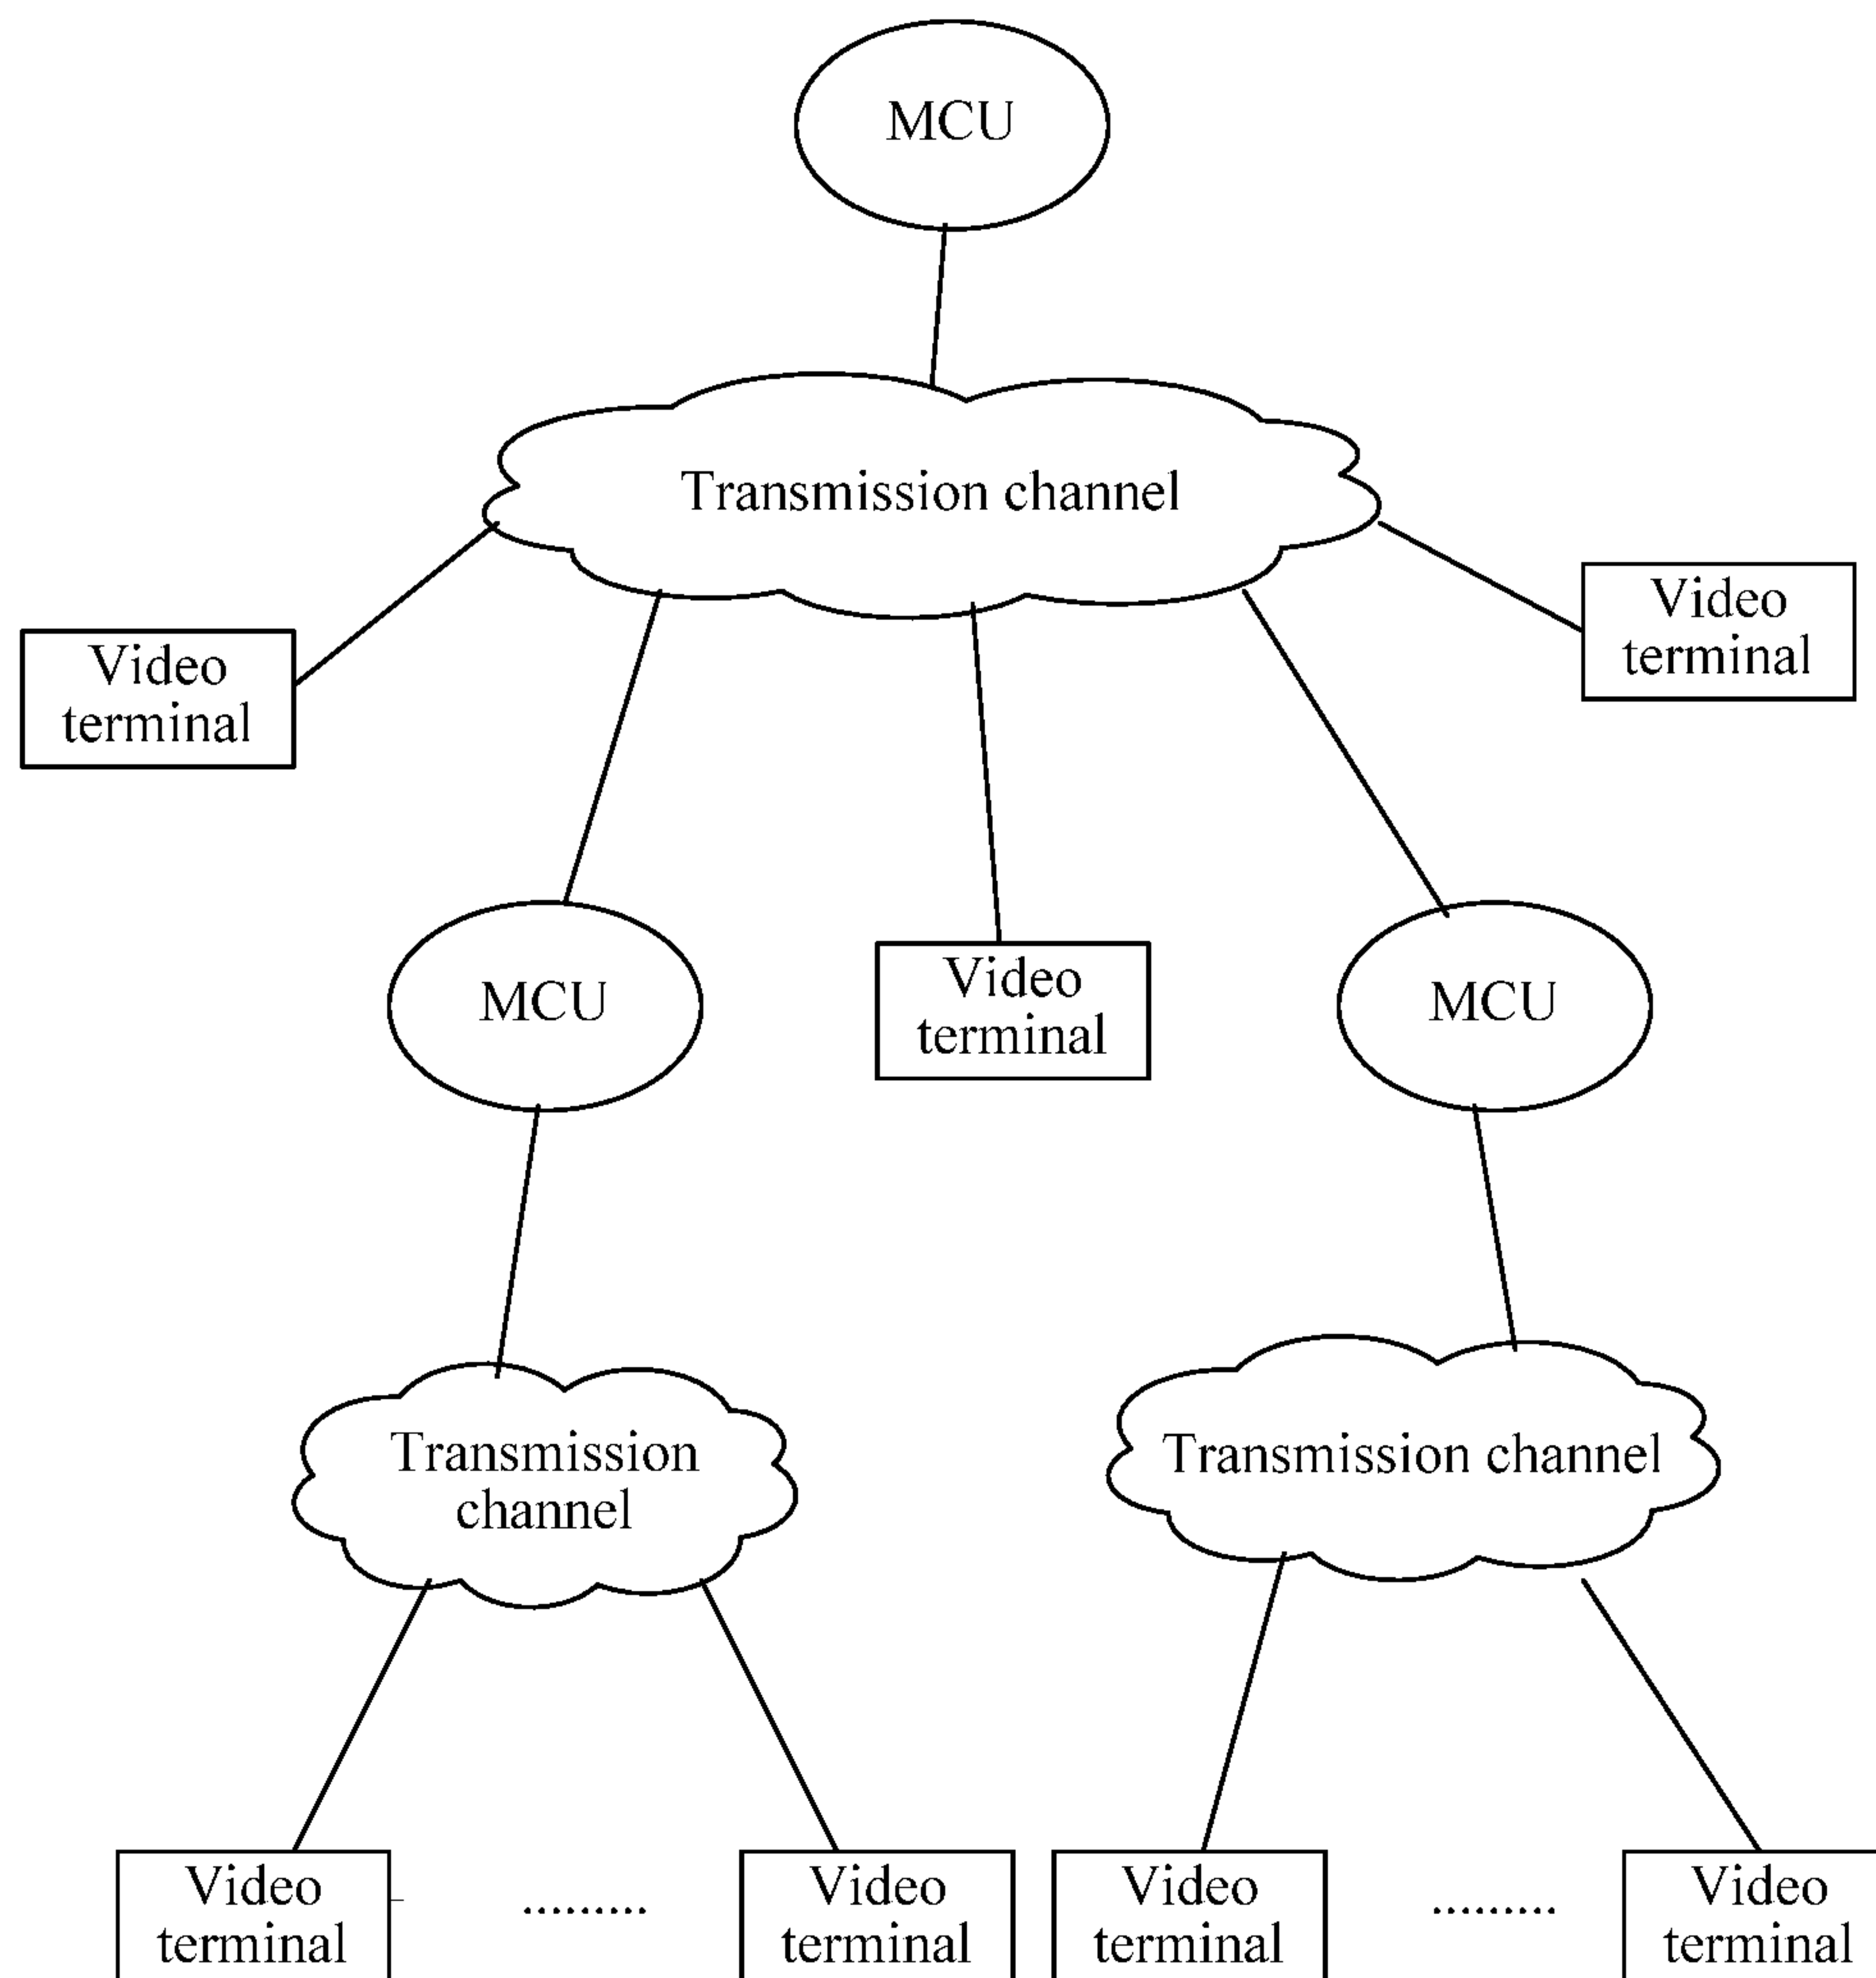 MCU
Transmission channel
Video
terminal
Video
terminal
MCU
Video
terminal
MCU
Transmission
channel
Transmission channel
Video
terminal
.........
Video
terminal
Video
terminal
.........
Video
terminal